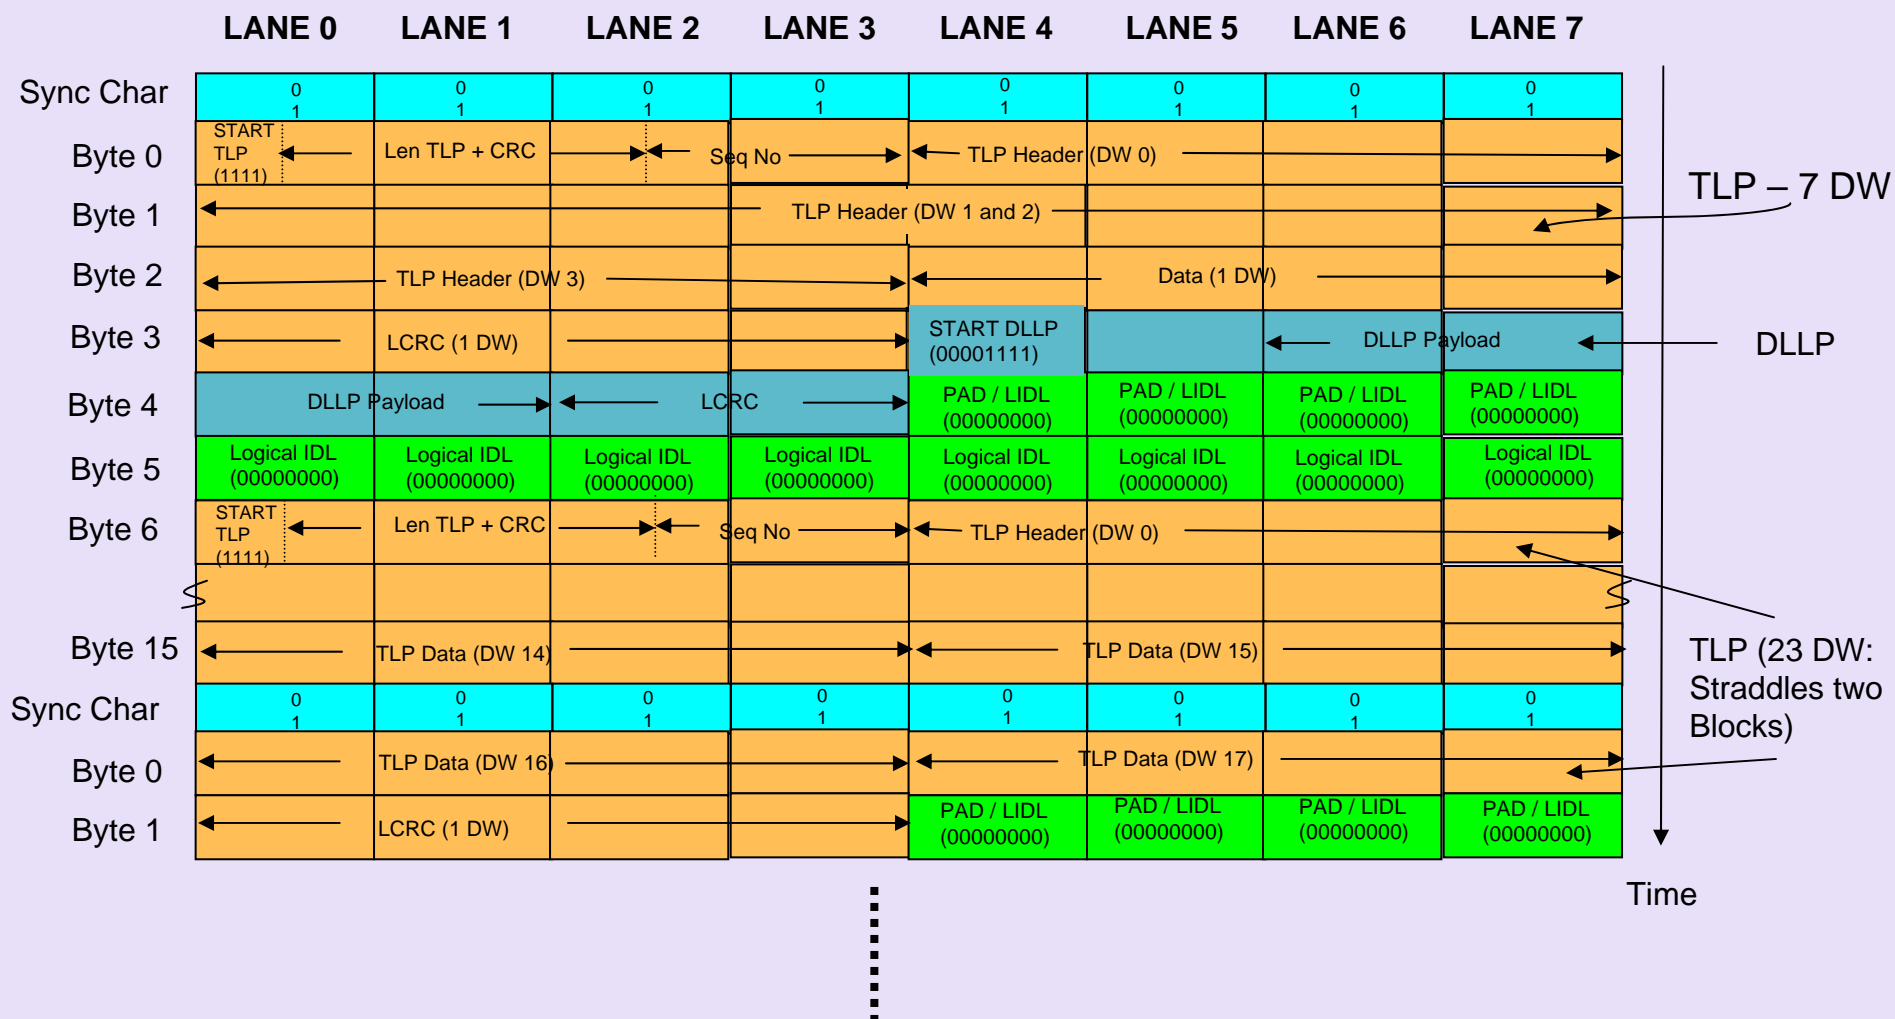 LANE 0 LANE 1 LANE 2 LANE 3 LANE 4 LANE 5 LANE 6 LANE 7
Sync Char 0 0 0 0 0 0 0 0
1 1 1 1 1 1 1 1
Byte 0 START TLP (1111) Len TLP + CRC Seq No TLP Header (DW 0)
Byte 1 TLP Header (DW 1 and 2)
TLP – 7 DW
Byte 2 TLP Header (DW 3) Data (1 DW)
Byte 3 LCRC (1 DW) START DLLP (00001111) DLLP Payload DLLP
Byte 4 DLLP Payload LCRC PAD / LIDL PAD / LIDL PAD / LIDL PAD / LIDL
(00000000) (00000000) (00000000) (00000000)
Byte 5 Logical IDL Logical IDL Logical IDL Logical IDL Logical IDL Logical IDL Logical IDL Logical IDL
(00000000) (00000000) (00000000) (00000000) (00000000) (00000000) (00000000) (00000000)
Byte 6 START TLP (1111) Len TLP + CRC Seq No TLP Header (DW 0)
Byte 15 TLP Data (DW 14) TLP Data (DW 15)
TLP (23 DW:
Straddles two
Blocks)
Sync Char 0 0 0 0 0 0 0 0
1 1 1 1 1 1 1 1
Byte 0 TLP Data (DW 16) TLP Data (DW 17)
Byte 1 LCRC (1 DW) PAD / LIDL PAD / LIDL PAD / LIDL PAD / LIDL
(00000000) (00000000) (00000000) (00000000)
Time